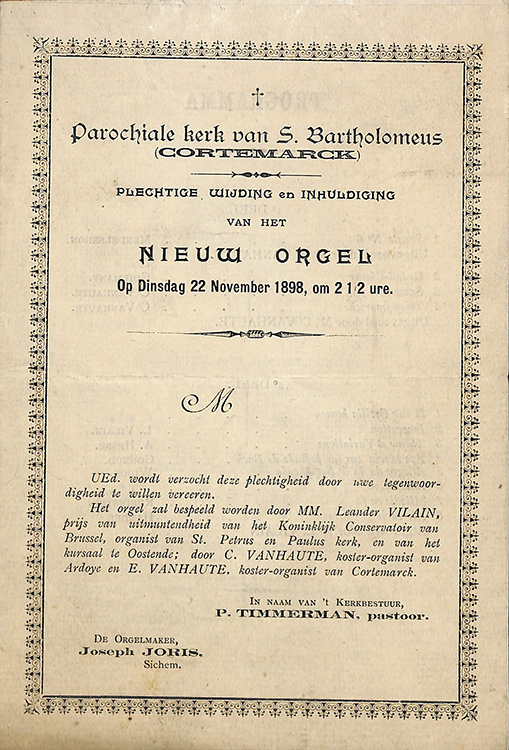 Parochiale kerk van S. Bartholomeus
(CORTEMARCK)
PLECHTIGE WIJDING en INHULDIGING
VAN HET
NIEUW ORGEL
Op Dinsdag 22 November 1898, om 2 1 2 ure.
M
UEd. wordt verzocht deze plechtigheid door uwe tegenwoor-
digheid te willen vereeren.
Het orgel zal bespeeld worden door MM. Leander VILAIN,
prijs van uitmuntendheid van het Koninklijk Conservatoir van
Brussel, organist van St. Petrus en Paulus kerk, en van het
kursaal te Oostende; door C. VANHAUTE, koster-organist van
Ardoye en E. VANHAUTE, koster-organist van Cortemarck.
IN NAAM VAN 'T KERKBESTUUR,
P. TIMMERMAN, pastoor.
DE ORGELMAKER,
Joseph JORIS,
Sichem.